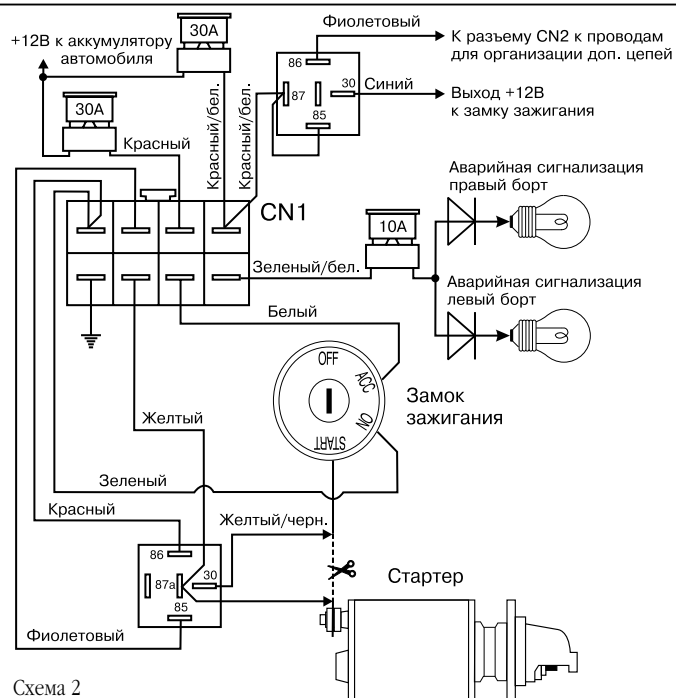 Фиолетовый
К разъему CN2 к проводам
для организации доп. цепей
+12В к аккумулятору
автомобиля
30А
86
87
30
85
Синий
Выход +12В
к замку зажигания
30А
Красный
Красный/бел.
Красный/бел.
Аварийная сигнализация
правый борт
CN1
10А
Зеленый/бел.
Аварийная сигнализация
левый борт
Белый
OFF
ACC
ON
START
Замок
зажигания
Желтый
Зеленый
Красный
Желтый/черн.
86
87а
30
85
Стартер
Фиолетовый
Схема 2